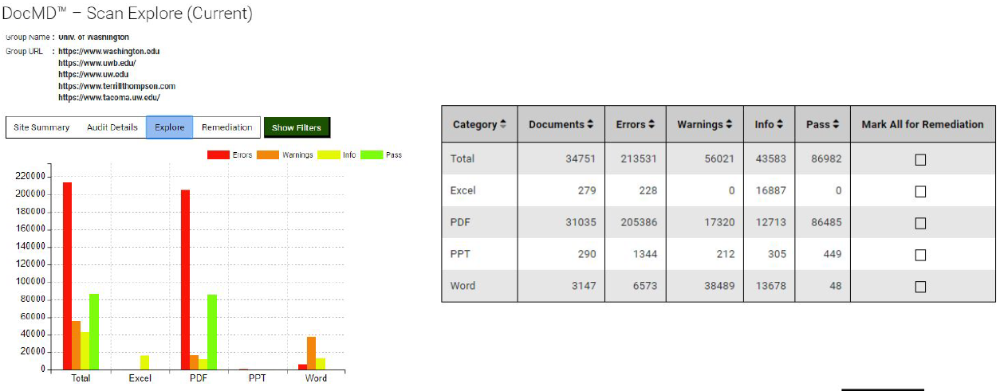 DocMD™ – Scan Explore (Current)
Group Name : Univ. of Washington
Group URL : https://www.washington.edu
https://www.uwb.edu/
https://www.uw.edu
https://www.terrillthompson.com
https://www.tacoma.uw.edu/
Site Summary Audit Details Explore Remediation Show Filters
Errors Warnings Info Pass
220000
200000
180000
160000
140000
120000
100000
80000
60000
40000
20000
0
Total Excel PDF PPT Word
Category Documents Errors Warnings Info Pass Mark All for Remediation
Total 34751 213531 56021 43583 86982
Excel 279 228 0 16887 0
PDF 31035 205386 17320 12713 86485
PPT 290 1344 212 305 449
Word 3147 6573 38489 13678 48